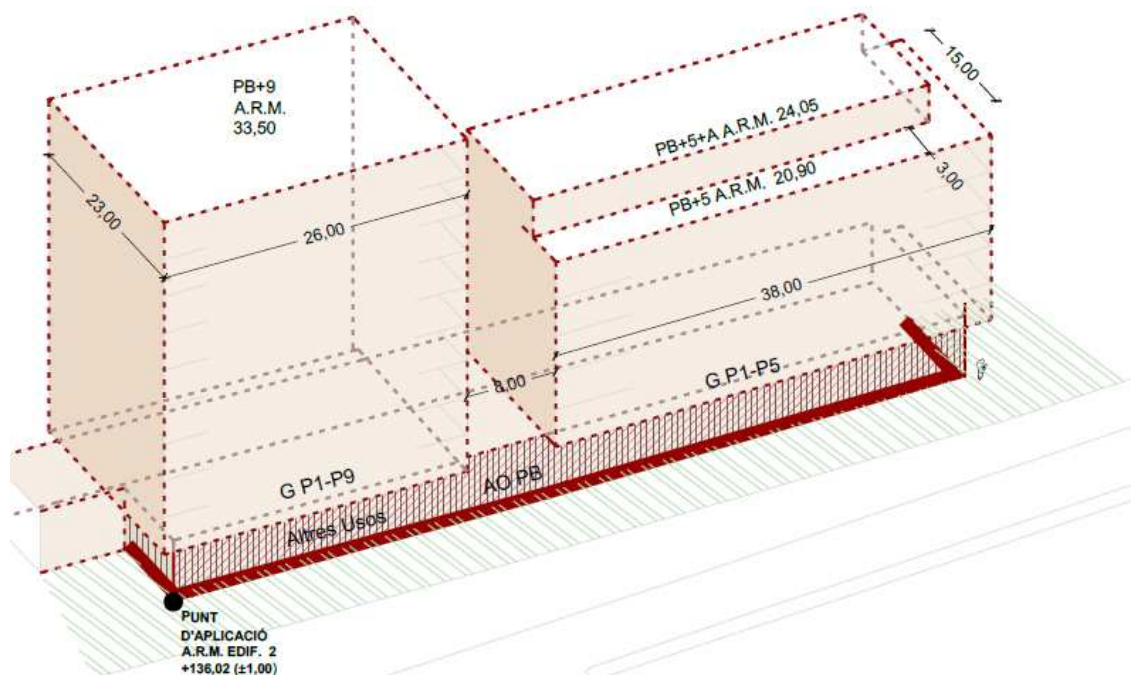 PB+9
A.R.M.
33,50
15,00
PB+5+A A.R.M. 24,05
PB+5 A.R.M. 20,90
3,00
23,00
26,00
38,00
8,00
G P1-P5
G P1-P9
AO PB
Altres Usos
PUNT
D'APLICACIÓ
A.R.M. EDIF. 2
+136,02 (±1,00)